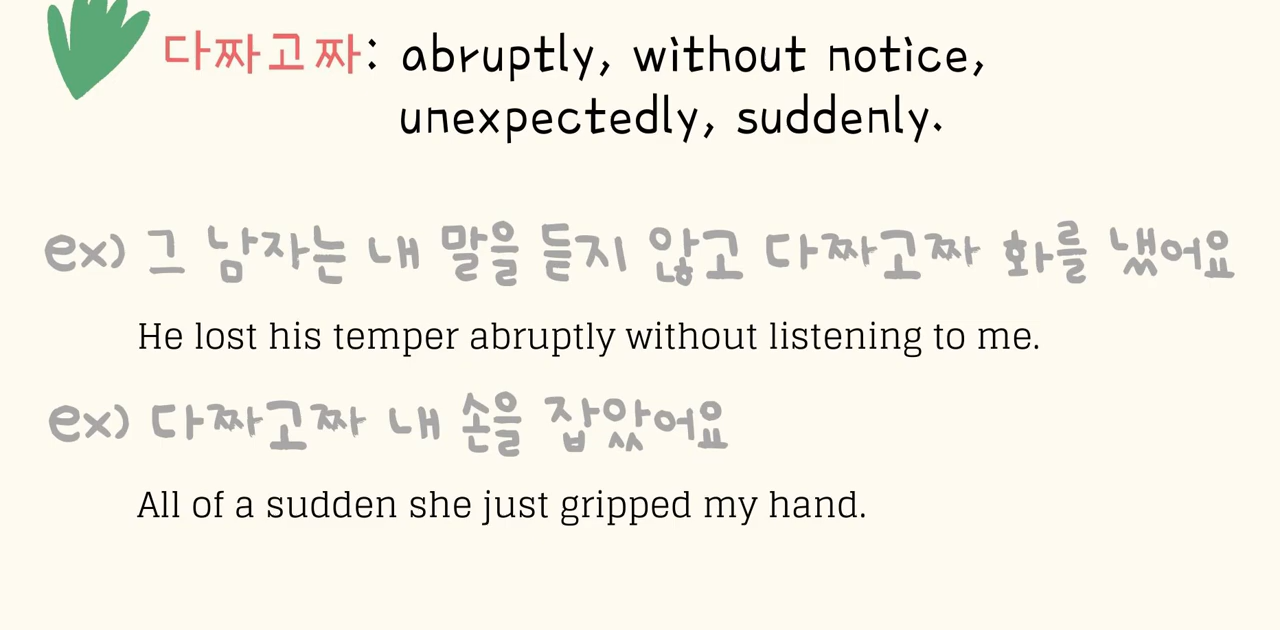 다짜고짜: abruptly, without notice,
unexpectedly, suddenly.
ex) 그 남자는 내 말을 듣지 않고 다짜고짜 화를 냈어요
He lost his temper abruptly without listening to me.
ex) 다짜고짜 내 손을 잡았어요
All of a sudden she just gripped my hand.